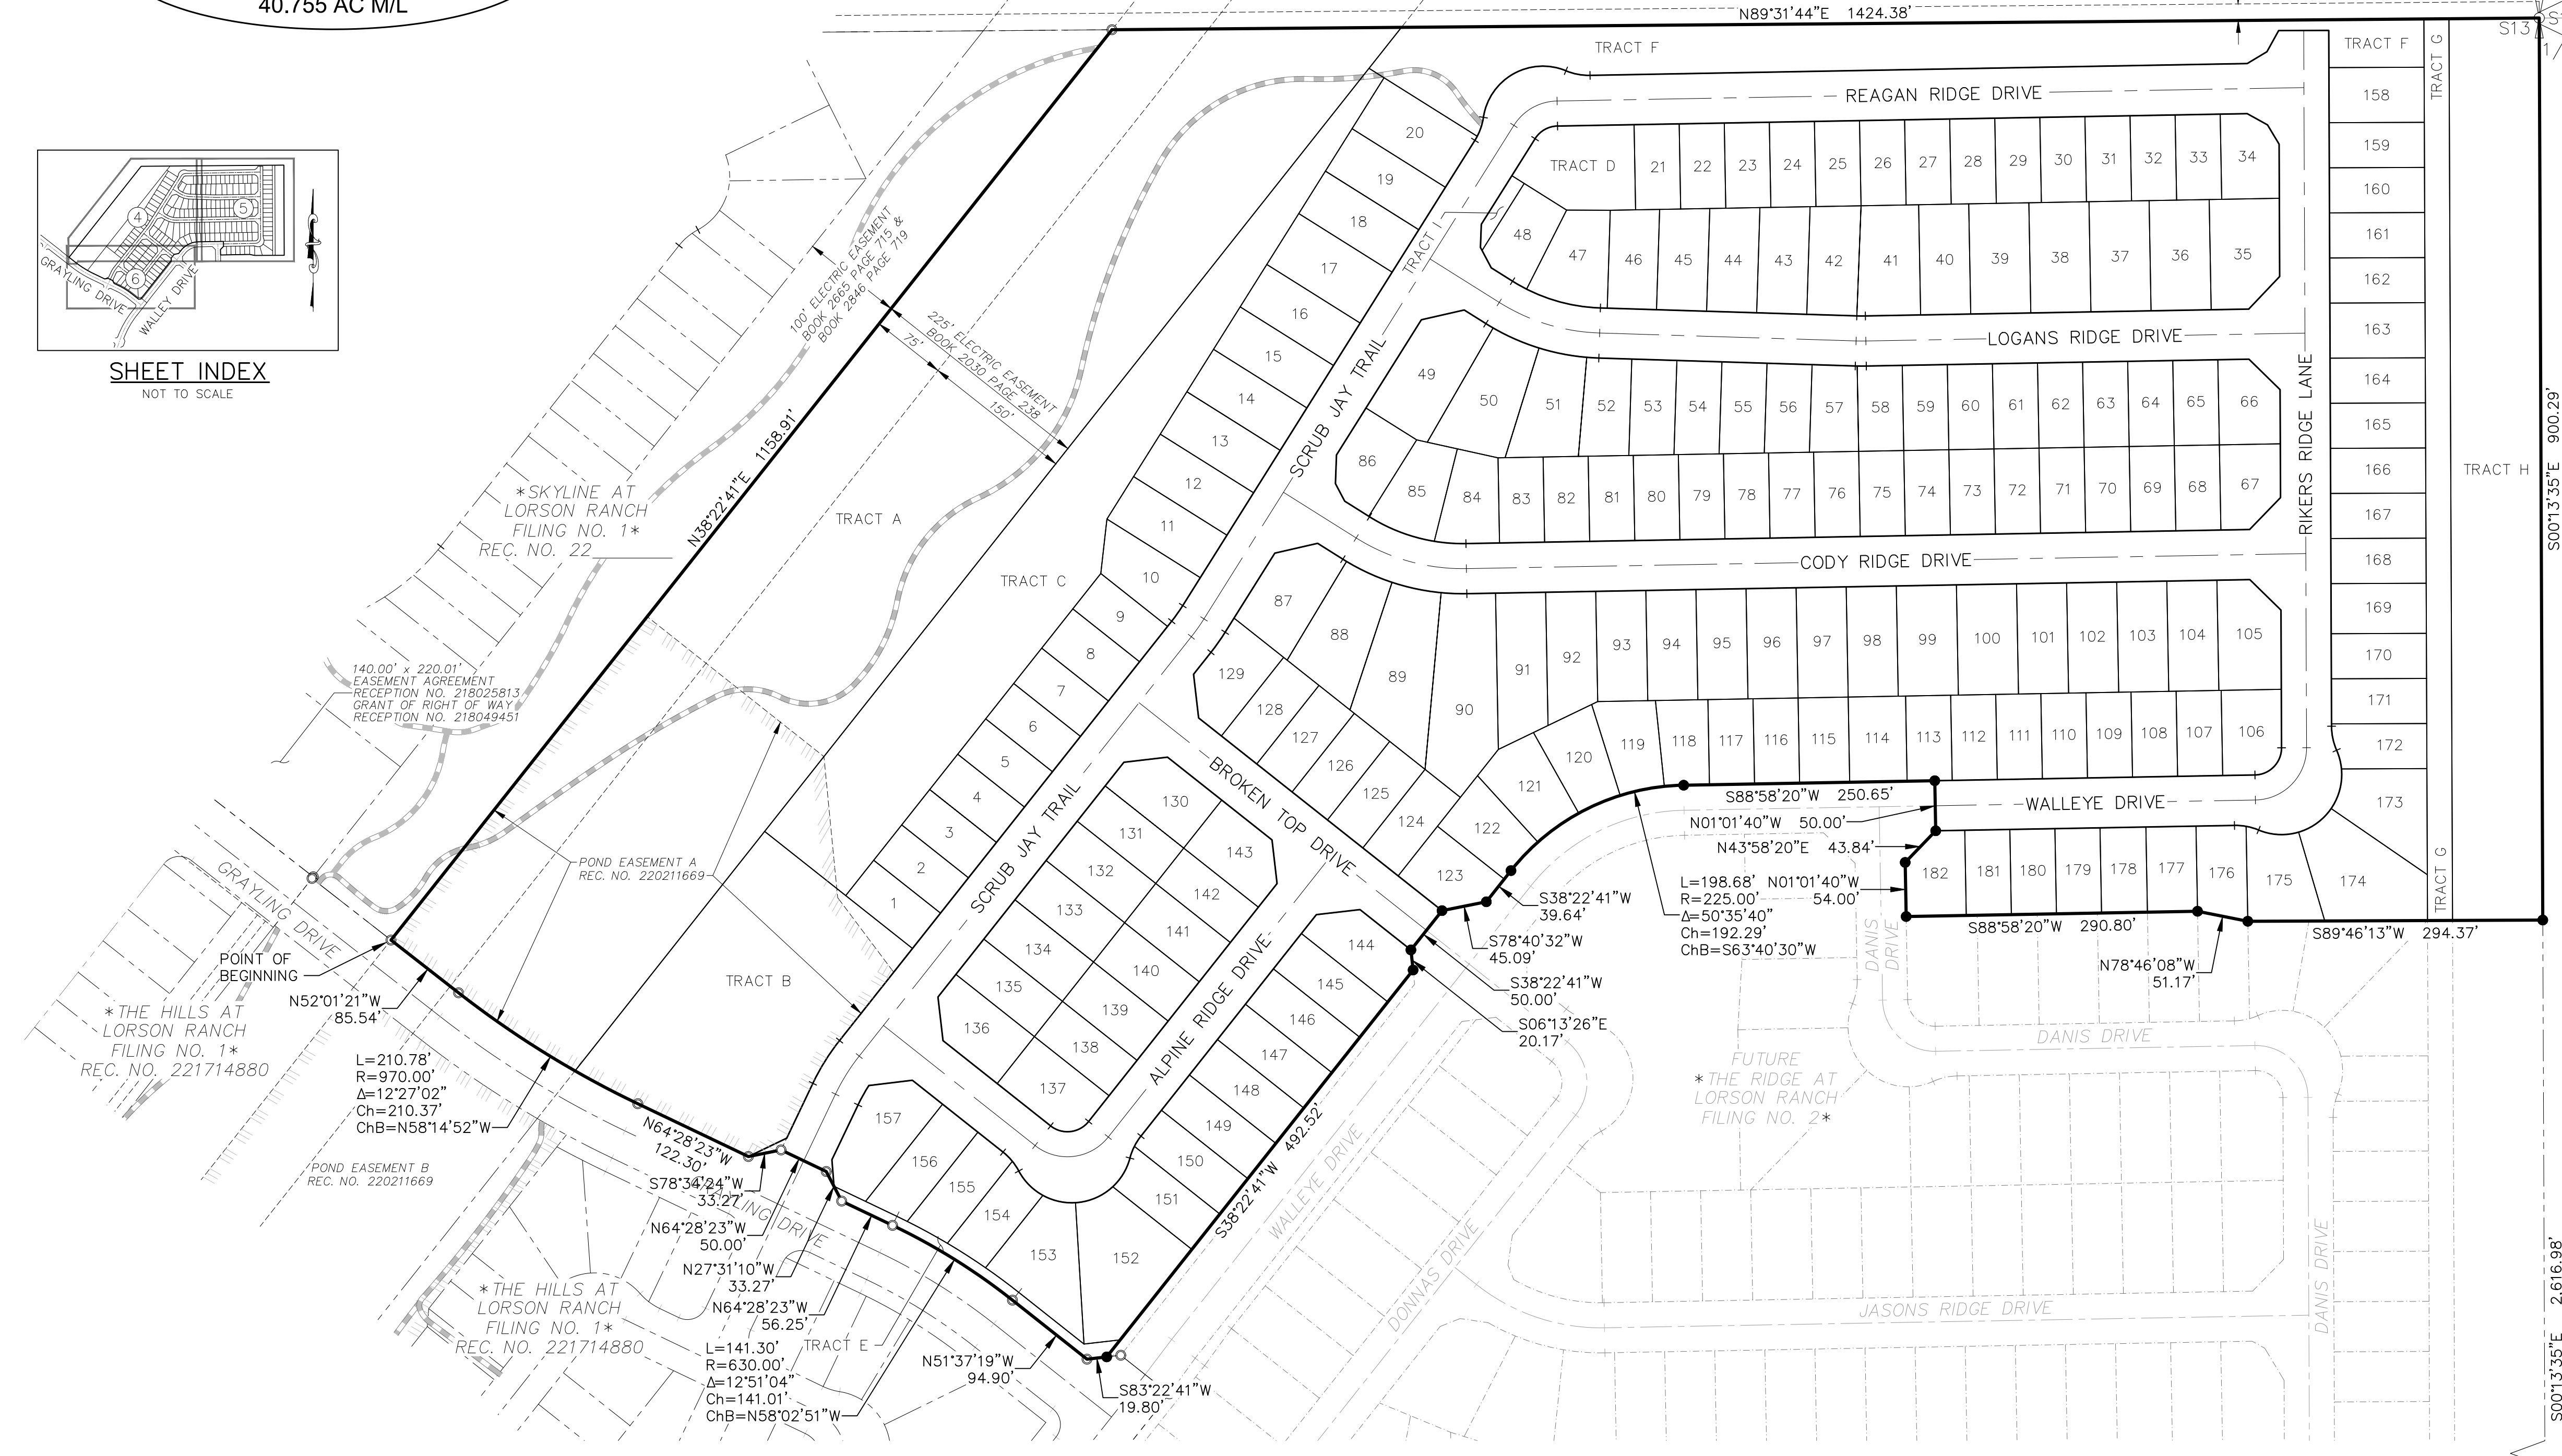 40.755 AC M/L
N89°31'44"E 1424.38'
S13
TRACT F
TRACT F
TRACT G
REAGAN RIDGE DRIVE
158
159
160
161
162
163
164
165
166
167
168
169
170
171
172
173
TRACT H
S00°13'35"E 900.29'
20
19
18
17
16
15
14
13
12
11
10
9
8
7
6
5
4
3
2
1
TRACT D
21
22
23
24
25
26
27
28
29
30
31
32
33
34
48
47
46
45
44
43
42
41
40
39
38
37
36
35
TRACT I
LOGANS RIDGE DRIVE
RIKERS RIDGE LANE
SCRUB JAY TRAIL
49
50
51
52
53
54
55
56
57
58
59
60
61
62
63
64
65
66
86
85
84
83
82
81
80
79
78
77
76
75
74
73
72
71
70
69
68
67
CODY RIDGE DRIVE
87
88
89
90
91
92
93
94
95
96
97
98
99
100
101
102
103
104
105
129
128
127
126
125
124
123
122
121
120
119
118
117
116
115
114
113
112
111
110
109
108
107
106
4
5
6
GRAYLING DRIVE
WALLEY DRIVE
SHEET INDEX
NOT TO SCALE
100' ELECTRIC EASEMENT
BOOK 2665 PAGE 715 &
BOOK 2846 PAGE 719
225' ELECTRIC EASEMENT
BOOK 2030 PAGE 238
75'
150'
N38°22'41"E 1158.91'
*SKYLINE AT
LORSON RANCH
FILING NO. 1*
REC. NO. 22
TRACT A
TRACT C
140.00' x 220.01'
EASEMENT AGREEMENT
RECEPTION NO. 218025813
GRANT OF RIGHT OF WAY
RECEPTION NO. 218049451
POND EASEMENT A
REC. NO. 220211669
GRAYLING DRIVE
POINT OF
BEGINNING
N52°01'21"W
85.54'
*THE HILLS AT
LORSON RANCH
FILING NO. 1*
REC. NO. 221714880
L=210.78'
R=970.00'
Δ=12°27'02"
Ch=210.37'
ChB=N58°14'52"W
POND EASEMENT B
REC. NO. 220211669
TRACT B
SCRUB JAY TRAIL
BROKEN TOP DRIVE
130
131
132
133
134
135
136
143
142
141
140
139
138
137
ALPINE RIDGE DRIVE
144
145
146
147
148
149
150
151
152
153
154
155
156
157
S88°58'20"W 250.65'
WALLEYE DRIVE
N01°01'40"W 50.00'
N43°58'20"E 43.84'
N01°01'40"W
54.00'
L=198.68'
R=225.00'
Δ=50°35'40"
Ch=192.29'
ChB=S63°40'30"W
S38°22'41"W
39.64'
S78°40'32"W
45.09'
S38°22'41"W
50.00'
S06°13'26"E
20.17'
182
181
180
179
178
177
176
175
174
TRACT G
S88°58'20"W 290.80'
N78°46'08"W
51.17'
S89°46'13"W 294.37'
DANIS
DRIVE
DANIS DRIVE
FUTURE
*THE RIDGE AT
LORSON RANCH
FILING NO. 2*
S38°22'41"W 492.52'
WALLEYE DRIVE
DONNAS DRIVE
JASONS RIDGE DRIVE
DANIS DRIVE
S00°13'35"E 2,616.98'
N64°28'23"W
122.30'
S78°34'24"W
33.27'
N64°28'23"W
50.00'
N27°31'10"W
33.27'
N64°28'23"W
56.25'
*THE HILLS AT
LORSON RANCH
FILING NO. 1*
REC. NO. 221714880
TRACT E
L=141.30'
R=630.00'
Δ=12°51'04"
Ch=141.01'
ChB=N58°02'51"W
N51°37'19"W
94.90'
S83°22'41"W
19.80'